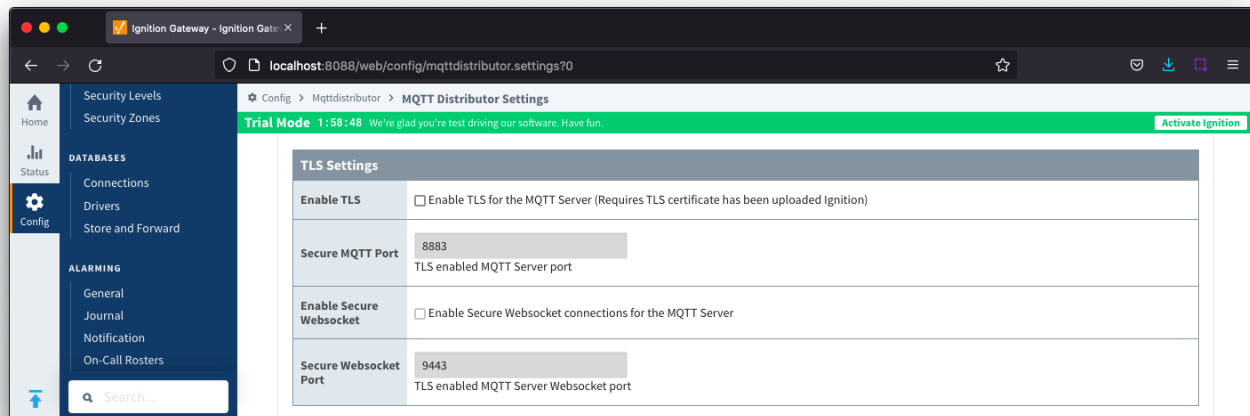 Ignition Gateway - Ignition Gate
localhost:8088/web/config/mqttdistributor.settings?0
Home
Status
Config
Security Levels
Security Zones
DATABASES
Connections
Drivers
Store and Forward
ALARMING
General
Journal
Notification
On-Call Rosters
Search...
Config > Mqttdistributor > MQTT Distributor Settings
Trial Mode 1:58:48 We're glad you're test driving our software. Have fun.
Activate Ignition
TLS Settings
Enable TLS
Enable TLS for the MQTT Server (Requires TLS certificate has been uploaded Ignition)
Secure MQTT Port
8883
TLS enabled MQTT Server port
Enable Secure
Websocket
Enable Secure Websocket connections for the MQTT Server
Secure Websocket
Port
9443
TLS enabled MQTT Server Websocket port